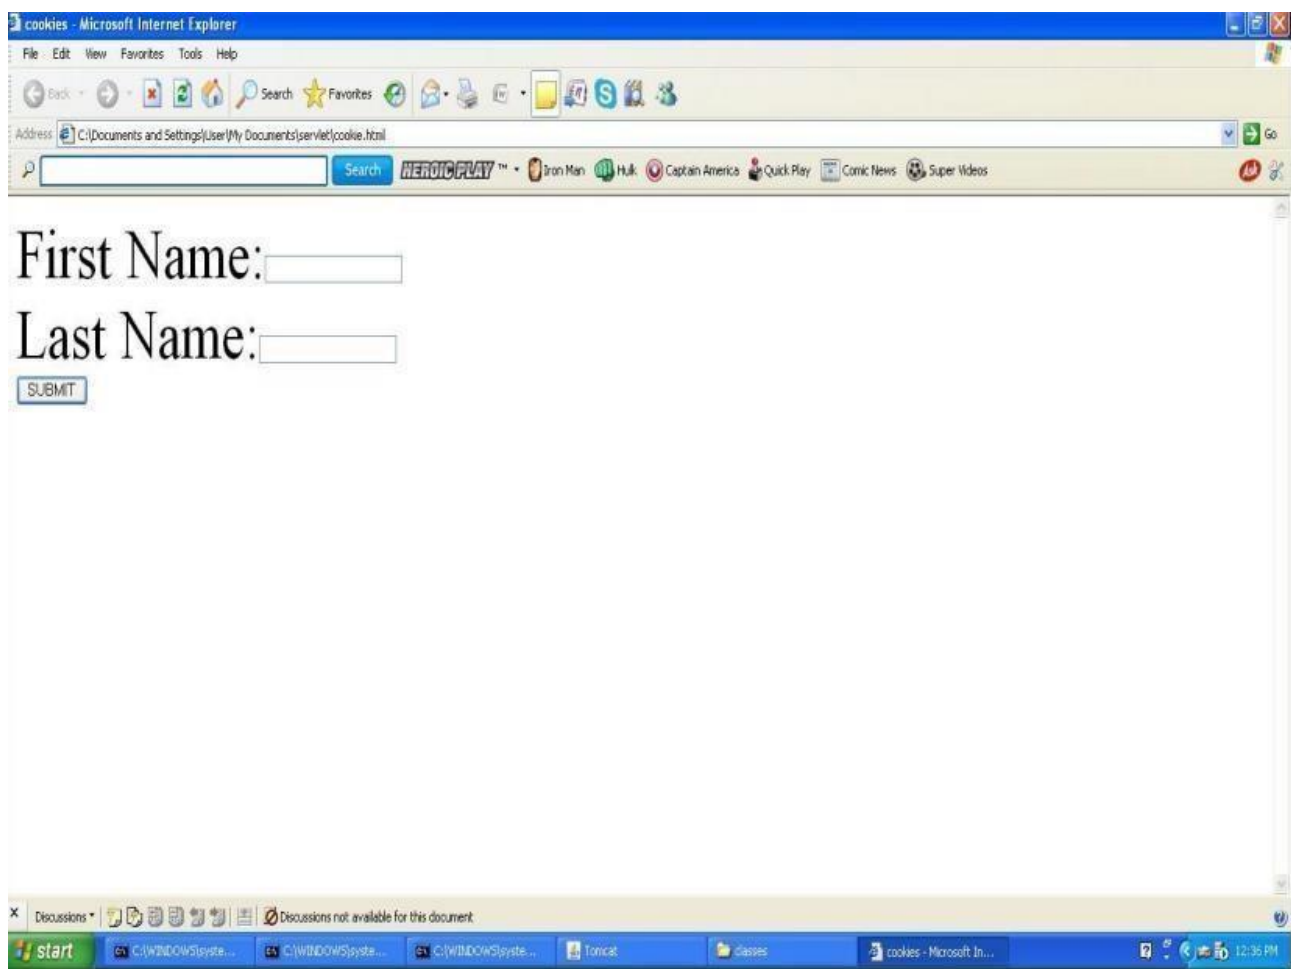 cookies - Microsoft Internet Explorer
File Edit View Favorites Tools Help
Back Search Favorites
Address C:\Documents and Settings\User\My Documents\servlet\cookie.html Go
Search HEROIC PLAY ™ Iron Man Hulk Captain America Quick Play Comic News Super Videos
First Name:
Last Name:
SUBMIT
X Discussions Discussions not available for this document
start C:\WINDOWS\syste... C:\WINDOWS\syste... C:\WINDOWS\syste... Tomcat classes cookies - Microsoft In... 12:36 PM